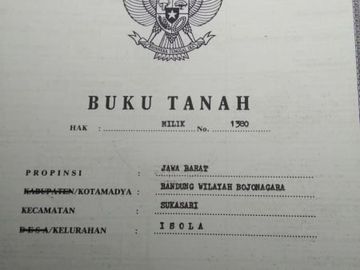 BUKU TANAH
HAK : MILIK No. 1380
PROPINSI : JAWA BARAT
KABUPATEN/KOTAMADYA : BANDUNG WILAYAH BOJONAGARA
KECAMATAN : SUKASARI
DESA/KELURAHAN : ISOLA